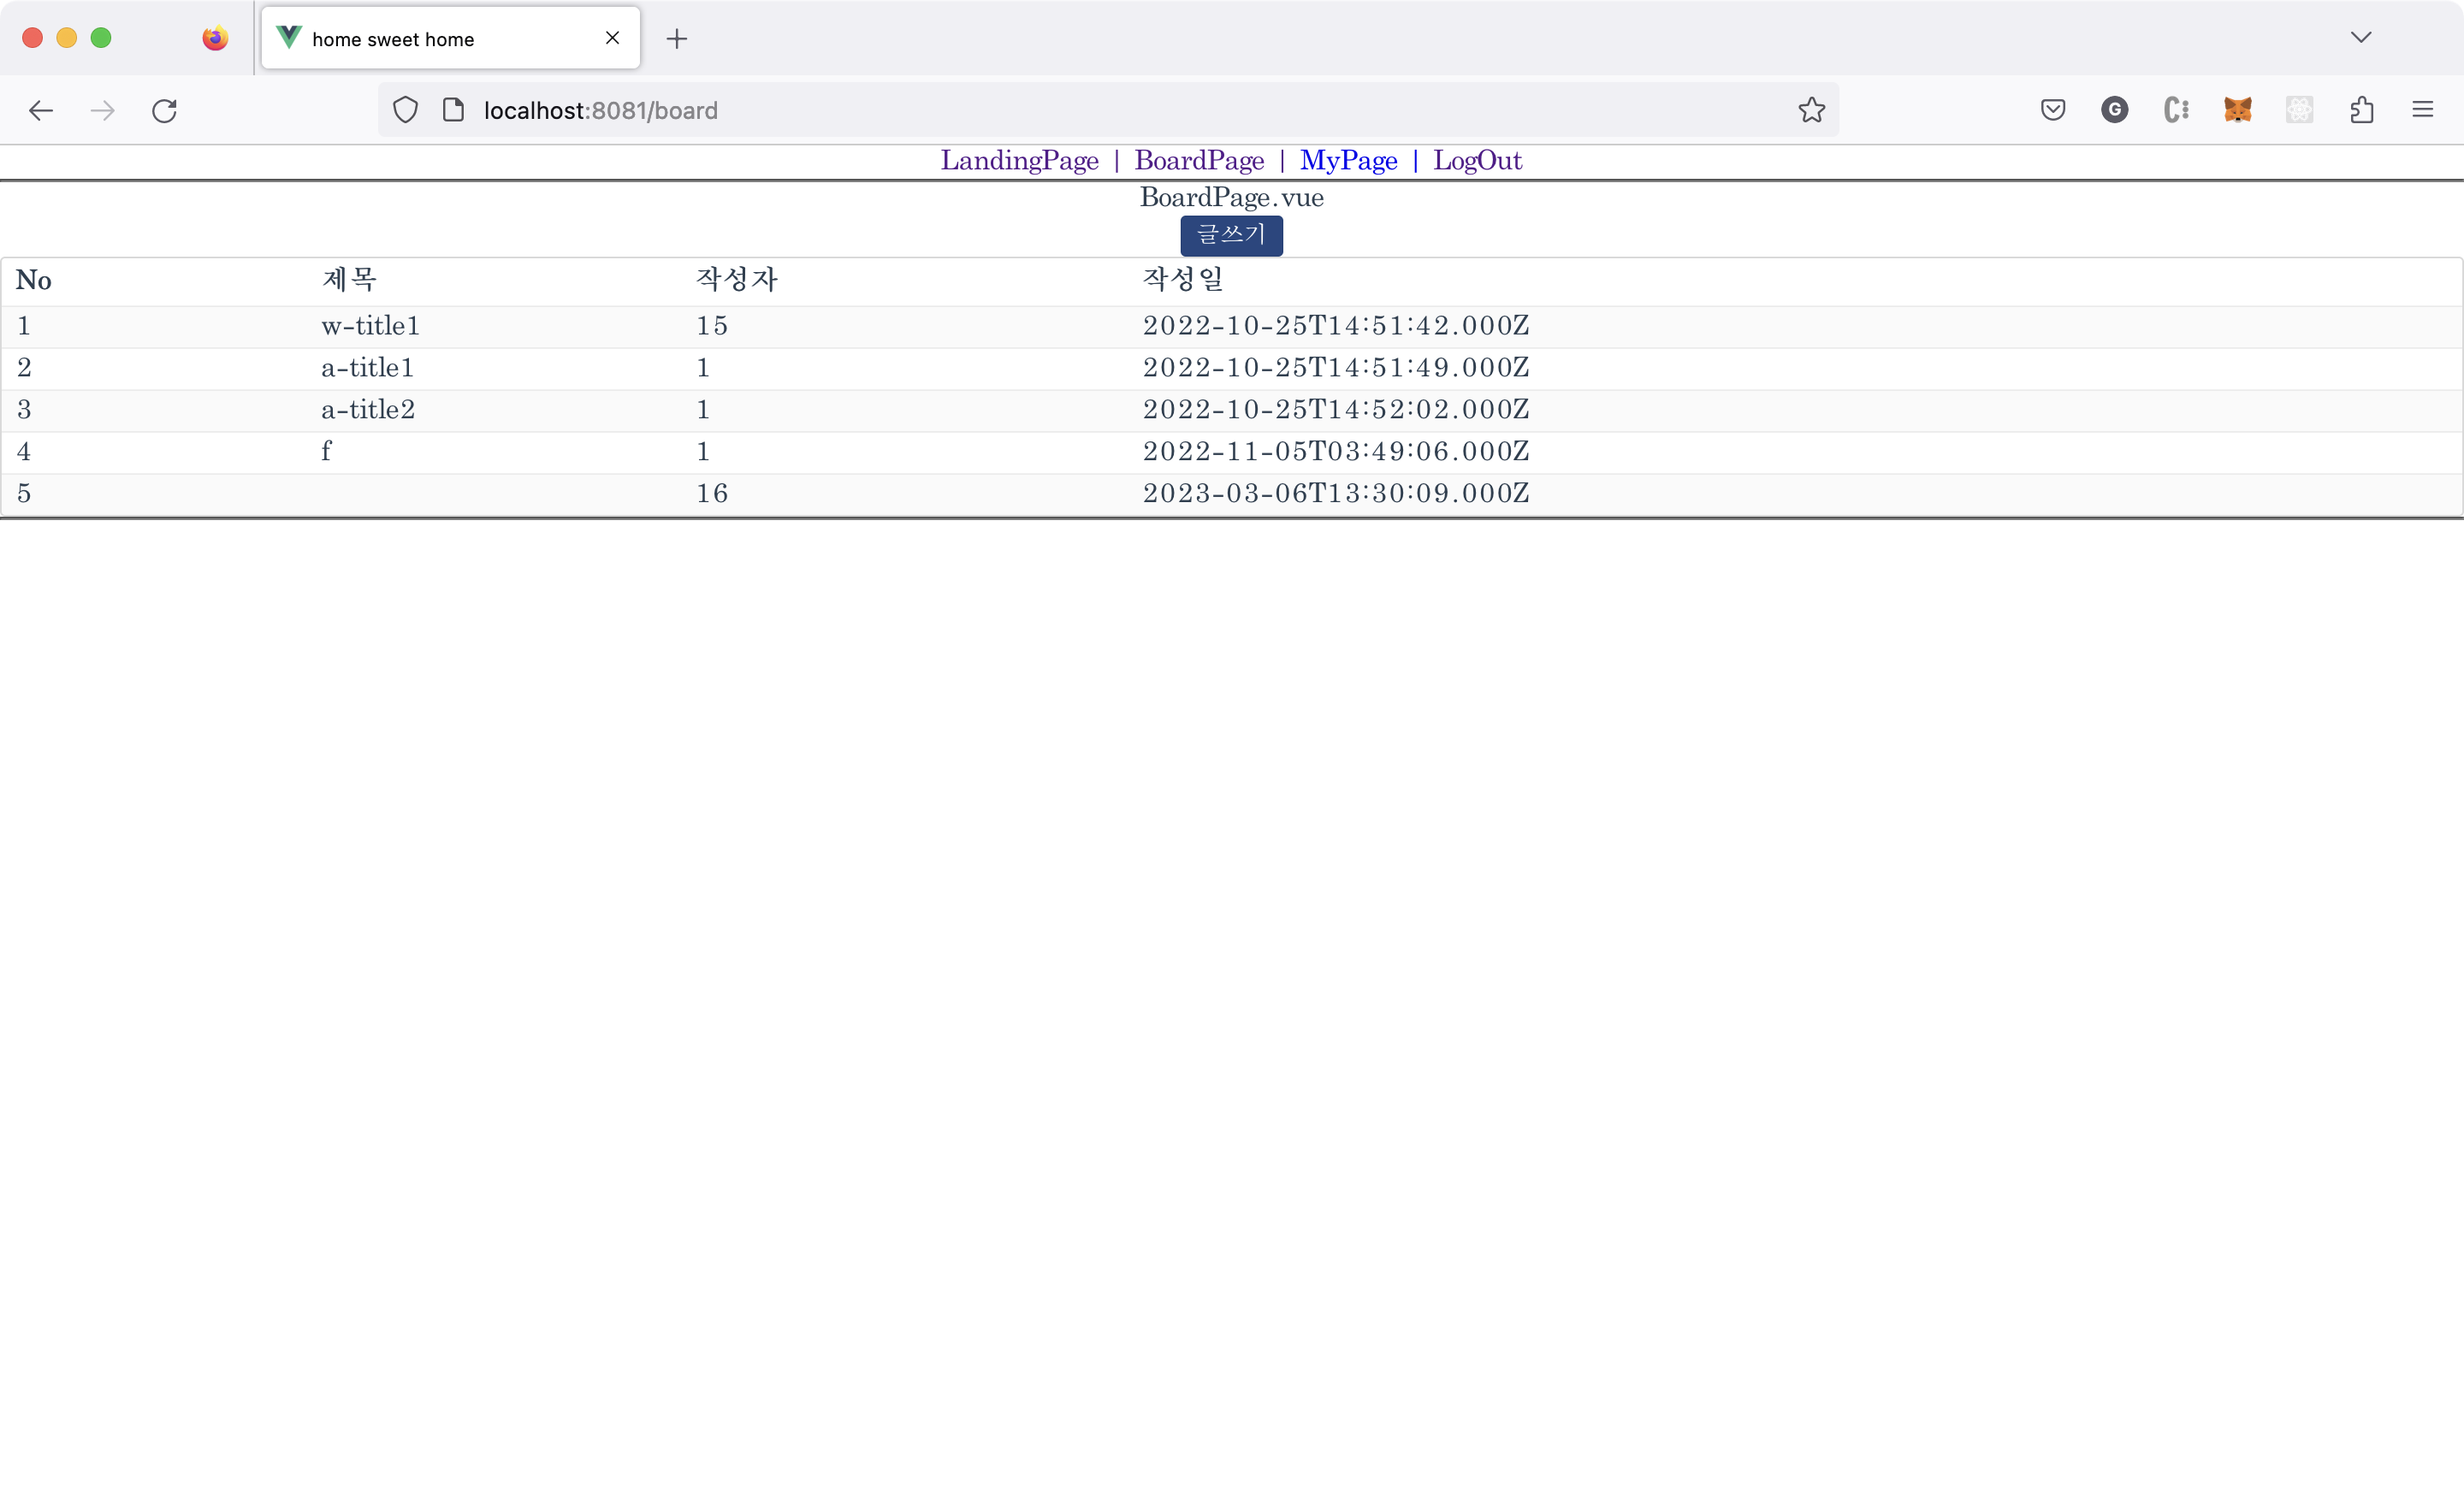 home sweet home
localhost:8081/board
LandingPage | BoardPage | MyPage | LogOut
BoardPage.vue
글쓰기
No 제목 작성자 작성일
1 w-title1 15 2022-10-25T14:51:42.000Z
2 a-title1 1 2022-10-25T14:51:49.000Z
3 a-title2 1 2022-10-25T14:52:02.000Z
4 f 1 2022-11-05T03:49:06.000Z
5 16 2023-03-06T13:30:09.000Z